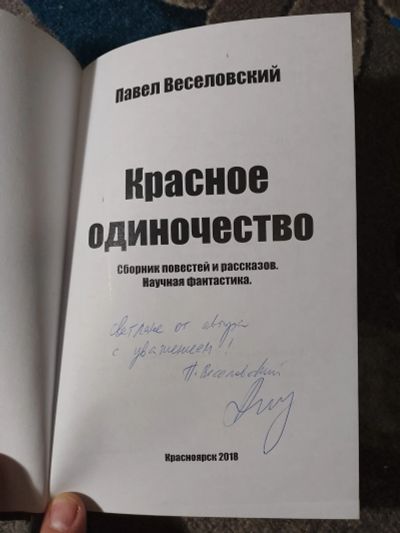 Павел Веселовский
Красное
одиночество
Сборник повестей и рассказов.
Научная фантастика.
Светлане от автора
с уважением!
П. Веселовский
Красноярск 2018